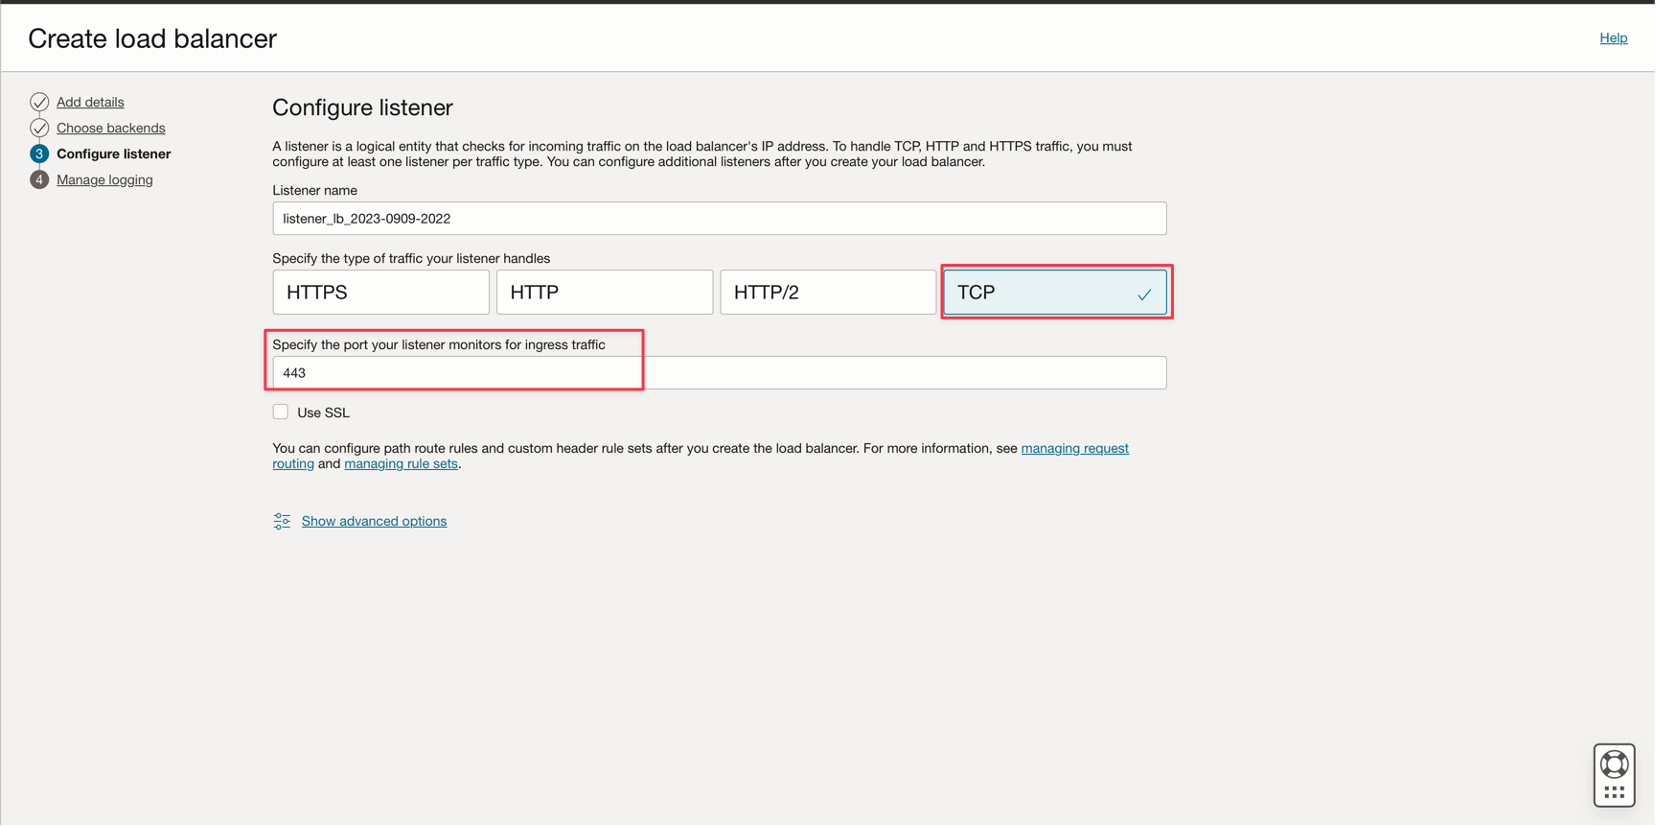 Create load balancer
Help
Add details
Choose backends
3 Configure listener
4 Manage logging
Configure listener
A listener is a logical entity that checks for incoming traffic on the load balancer's IP address. To handle TCP, HTTP and HTTPS traffic, you must
configure at least one listener per traffic type. You can configure additional listeners after you create your load balancer.
Listener name
listener_lb_2023-0909-2022
Specify the type of traffic your listener handles
HTTPS HTTP HTTP/2 TCP
Specify the port your listener monitors for ingress traffic
443
Use SSL
You can configure path route rules and custom header rule sets after you create the load balancer. For more information, see managing request
routing and managing rule sets.
Show advanced options